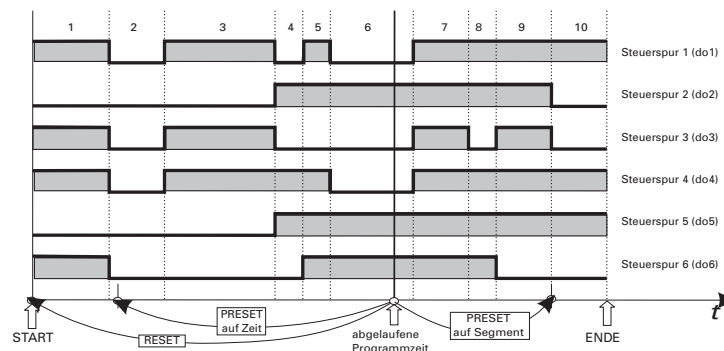 1 2 3 4 5 6 7 8 9 10
Steuerspur 1 (do1)
Steuerspur 2 (do2)
Steuerspur 3 (do3)
Steuerspur 4 (do4)
Steuerspur 5 (do5)
Steuerspur 6 (do6)
t
START
RESET
PRESET
auf Zeit
abgelaufene
Programmzeit
PRESET
auf Segment
ENDE